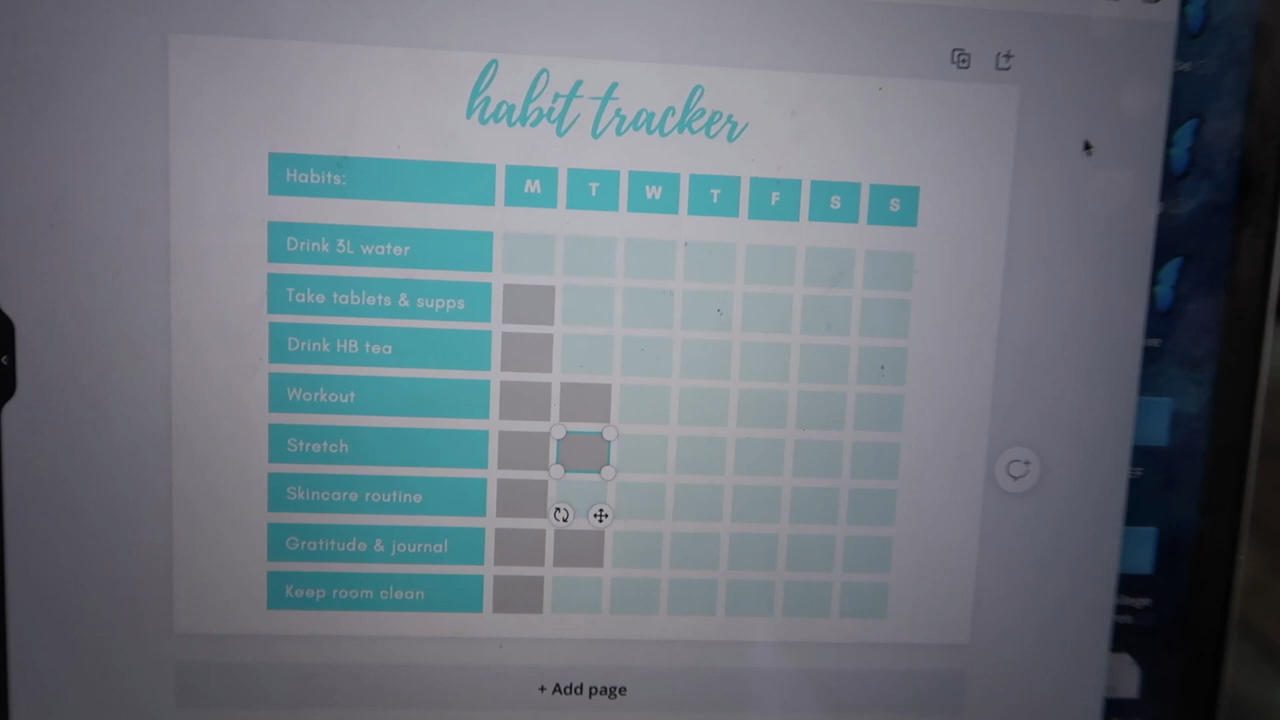 habit tracker
Habits: M T W T F S S
Drink 3L water
Take tablets & supps
Drink HB tea
Workout
Stretch
Skincare routine
Gratitude & journal
Keep room clean
+ Add page